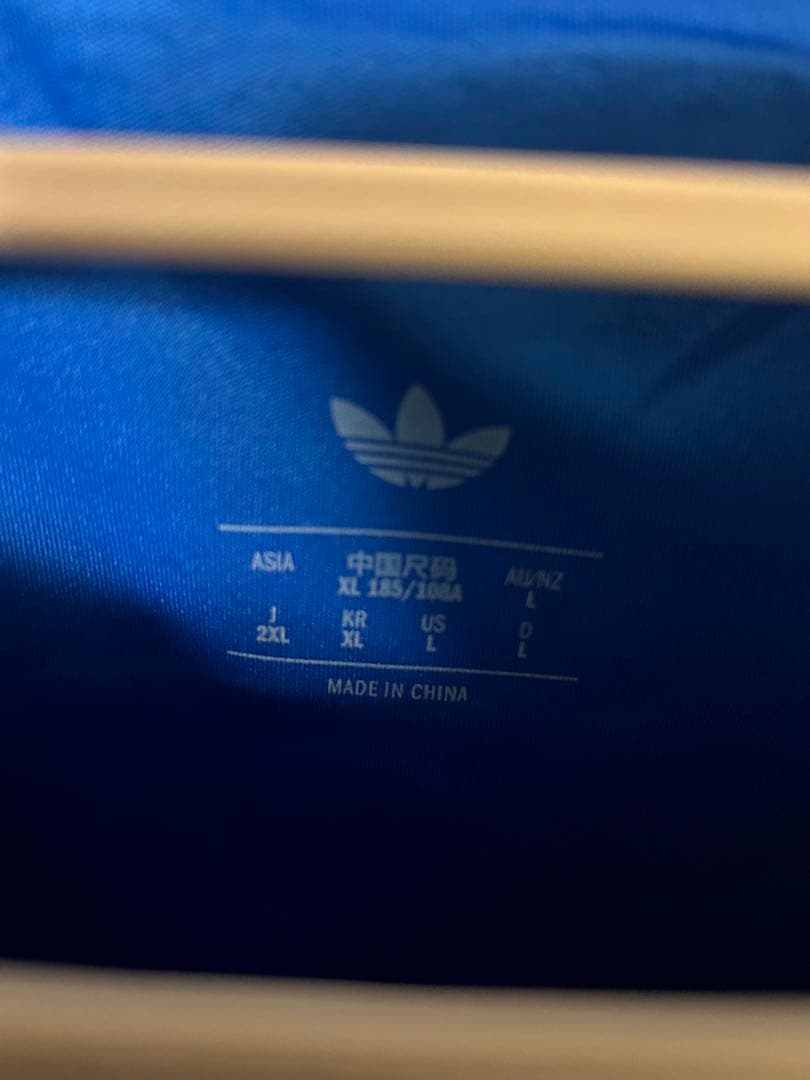 ASIA 中国尺码 AU/NZ
XL 185/108A L
J KR US D
2XL XL L L
MADE IN CHINA